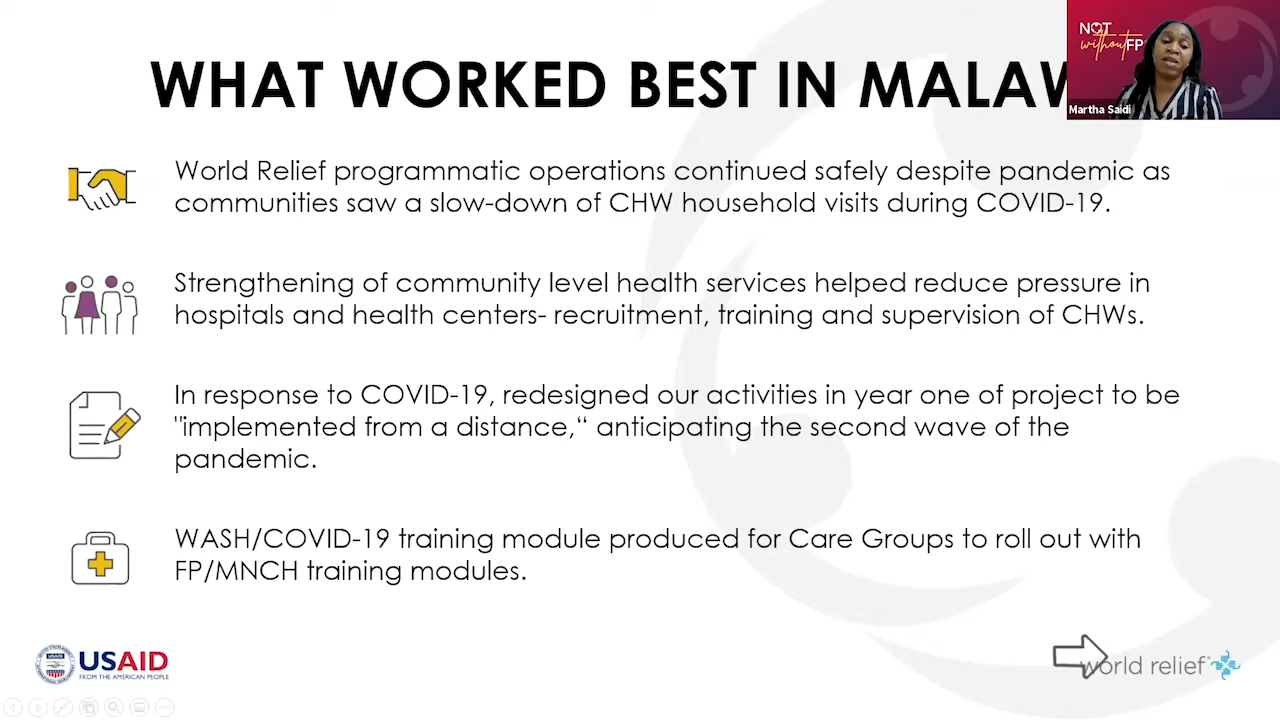 WHAT WORKED BEST IN MALAW
NOT
withoutFP
Martha Saidi
World Relief programmatic operations continued safely despite pandemic as
communities saw a slow-down of CHW household visits during COVID-19.
Strengthening of community level health services helped reduce pressure in
hospitals and health centers- recruitment, training and supervision of CHWs.
In response to COVID-19, redesigned our activities in year one of project to be
"implemented from a distance,“ anticipating the second wave of the
pandemic.
WASH/COVID-19 training module produced for Care Groups to roll out with
FP/MNCH training modules.
USAID
FROM THE AMERICAN PEOPLE
world relief